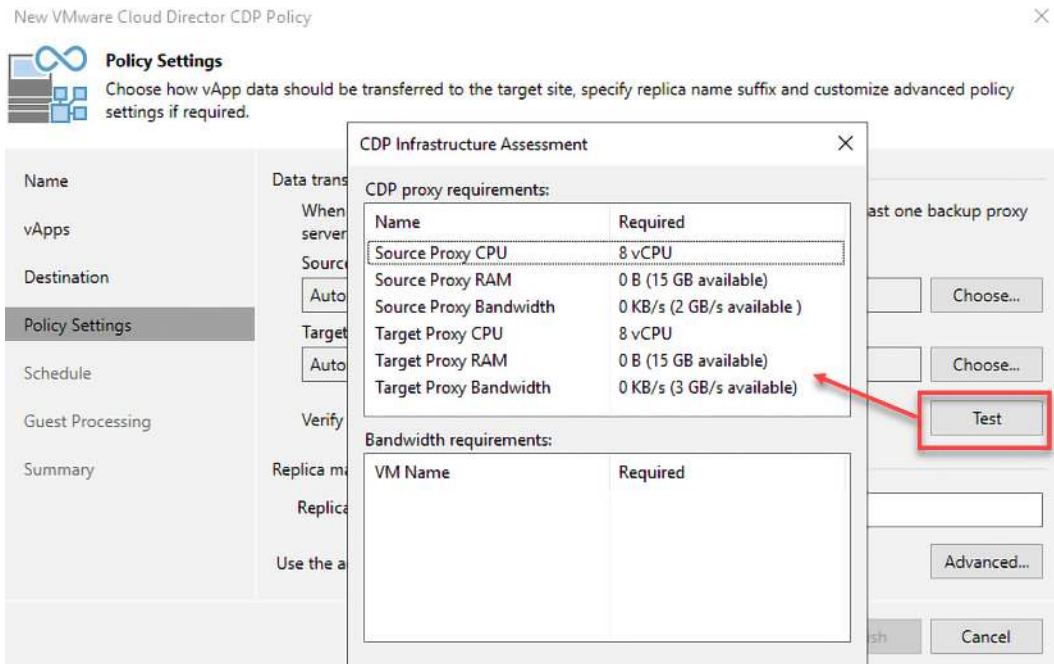 New VMware Cloud Director CDP Policy
Policy Settings
Choose how vApp data should be transferred to the target site, specify replica name suffix and customize advanced policy
settings if required.
CDP Infrastructure Assessment
Name
vApps
Destination
Policy Settings
Schedule
Guest Processing
Summary
Data trans
When
server
Source
Auto
Target
Auto
Verify
Replica ma
Replica
Use the a
CDP proxy requirements:
Name Required
Source Proxy CPU 8 vCPU
Source Proxy RAM 0 B (15 GB available)
Source Proxy Bandwidth 0 KB/s (2 GB/s available )
Target Proxy CPU 8 vCPU
Target Proxy RAM 0 B (15 GB available)
Target Proxy Bandwidth 0 KB/s (3 GB/s available)
Bandwidth requirements:
VM Name Required
ast one backup proxy
Choose...
Choose...
Test
Advanced...
sh
Cancel